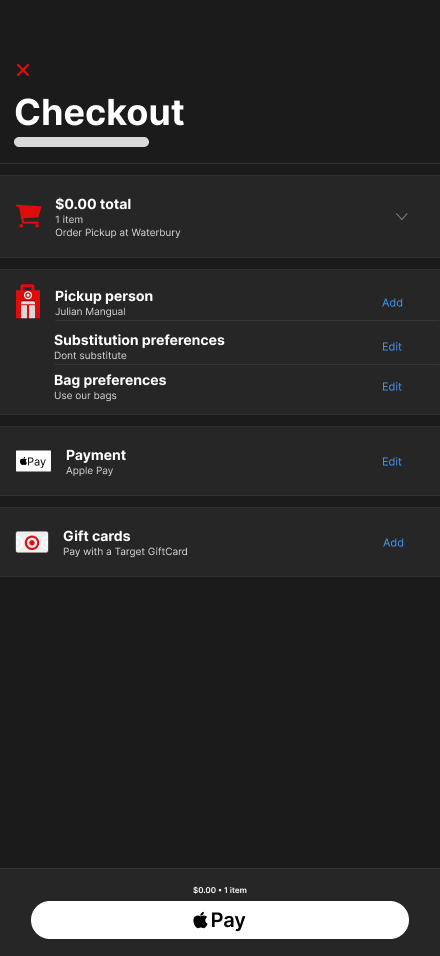 Checkout
$0.00 total
1 item
Order Pickup at Waterbury
Pickup person
Julian Mangual
Add
Substitution preferences
Dont substitute
Edit
Bag preferences
Use our bags
Edit
Pay
Payment
Apple Pay
Edit
Gift cards
Pay with a Target GiftCard
Add
$0.00 • 1 item
Pay